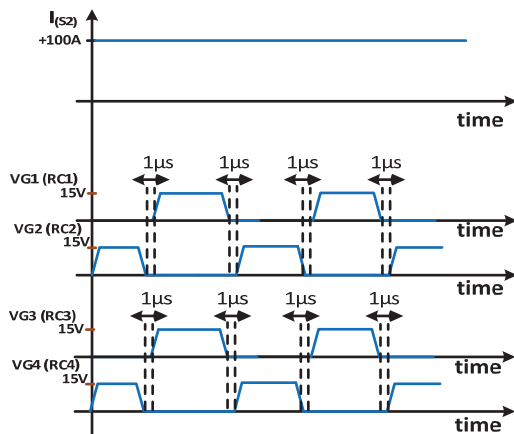 I(S2)
+100A
time
1µs 1µs 1µs 1µs
VG1 (RC1)
15V
time
VG2 (RC2)
15V
time
1µs 1µs 1µs 1µs
VG3 (RC3)
15V
time
VG4 (RC4)
15V
time